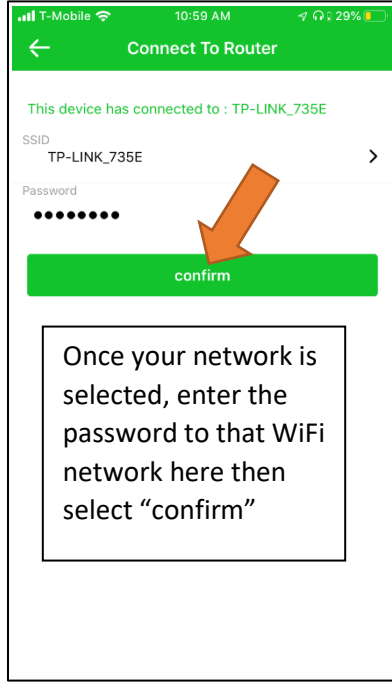 T-Mobile 10:59 AM 29%
Connect To Router
This device has connected to : TP-LINK_735E
SSID
TP-LINK_735E
Password
●●●●●●●●
confirm
Once your network is
selected, enter the
password to that WiFi
network here then
select “confirm”